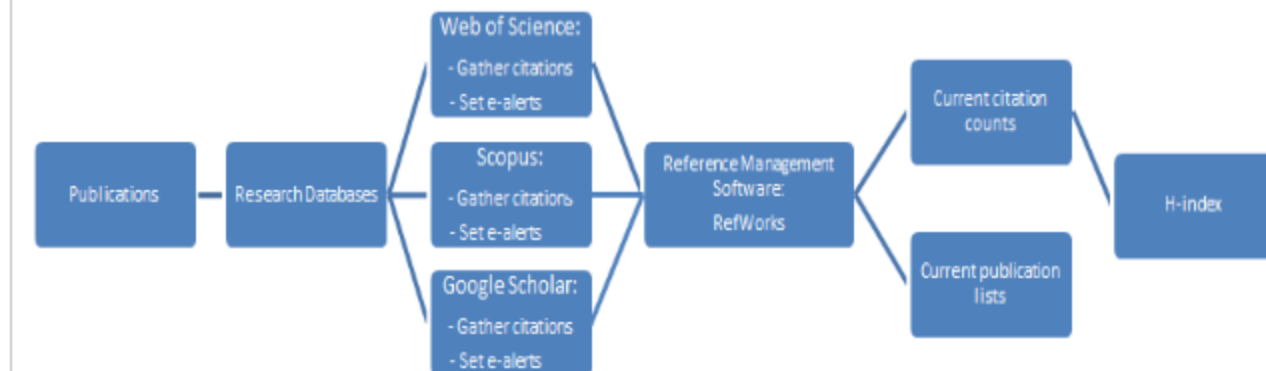 Publications
Research Databases
Web of Science:
- Gather citations
- Set e-alerts
Scopus:
- Gather citations
- Set e-alerts
Google Scholar:
- Gather citations
- Set e-alerts
Reference Management
Software:
RefWorks
Current citation
counts
Current publication
lists
H-index